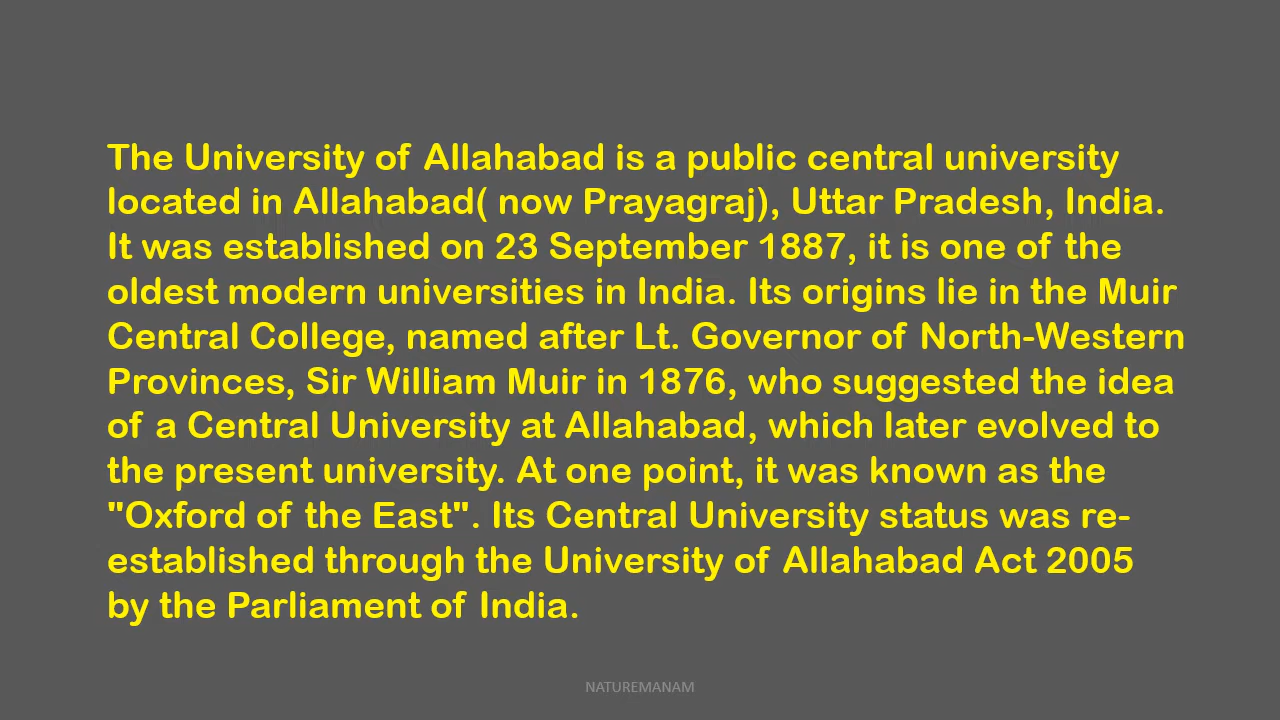 The University of Allahabad is a public central university
located in Allahabad( now Prayagraj), Uttar Pradesh, India.
It was established on 23 September 1887, it is one of the
oldest modern universities in India. Its origins lie in the Muir
Central College, named after Lt. Governor of North-Western
Provinces, Sir William Muir in 1876, who suggested the idea
of a Central University at Allahabad, which later evolved to
the present university. At one point, it was known as the
"Oxford of the East". Its Central University status was re-
established through the University of Allahabad Act 2005
by the Parliament of India.
NATUREMANAM